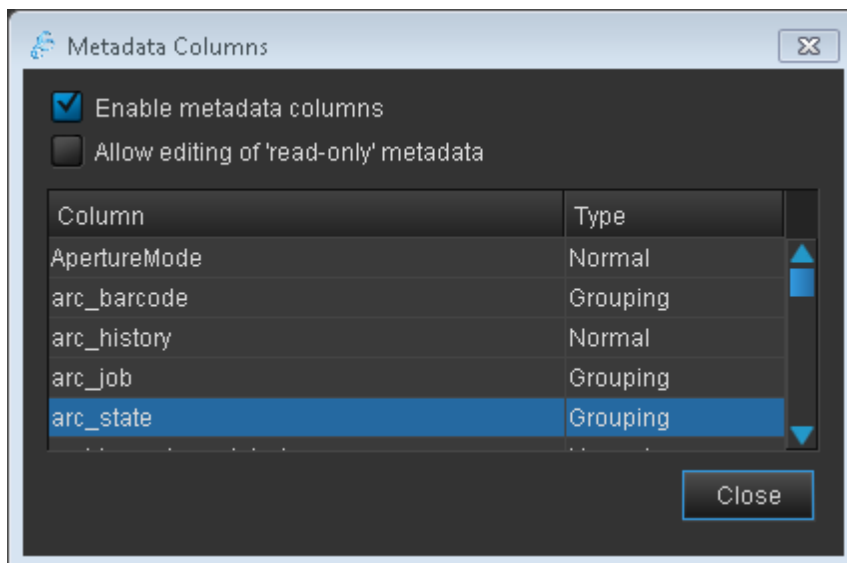 Metadata Columns
Enable metadata columns
Allow editing of 'read-only' metadata
Column Type
ApertureMode Normal
arc_barcode Grouping
arc_history Normal
arc_job Grouping
arc_state Grouping
Close